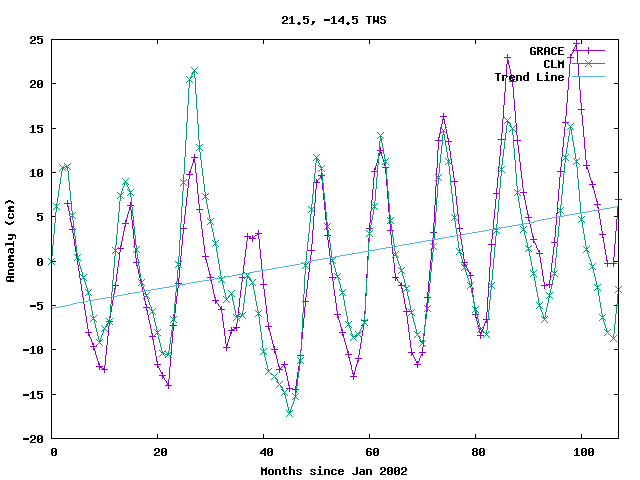 21.5, -14.5 TWS
GRACE
CLM
Trend Line
25
20
15
10
5
0
-5
-10
-15
-20
Anomaly (cm)
0 20 40 60 80 100
Months since Jan 2002